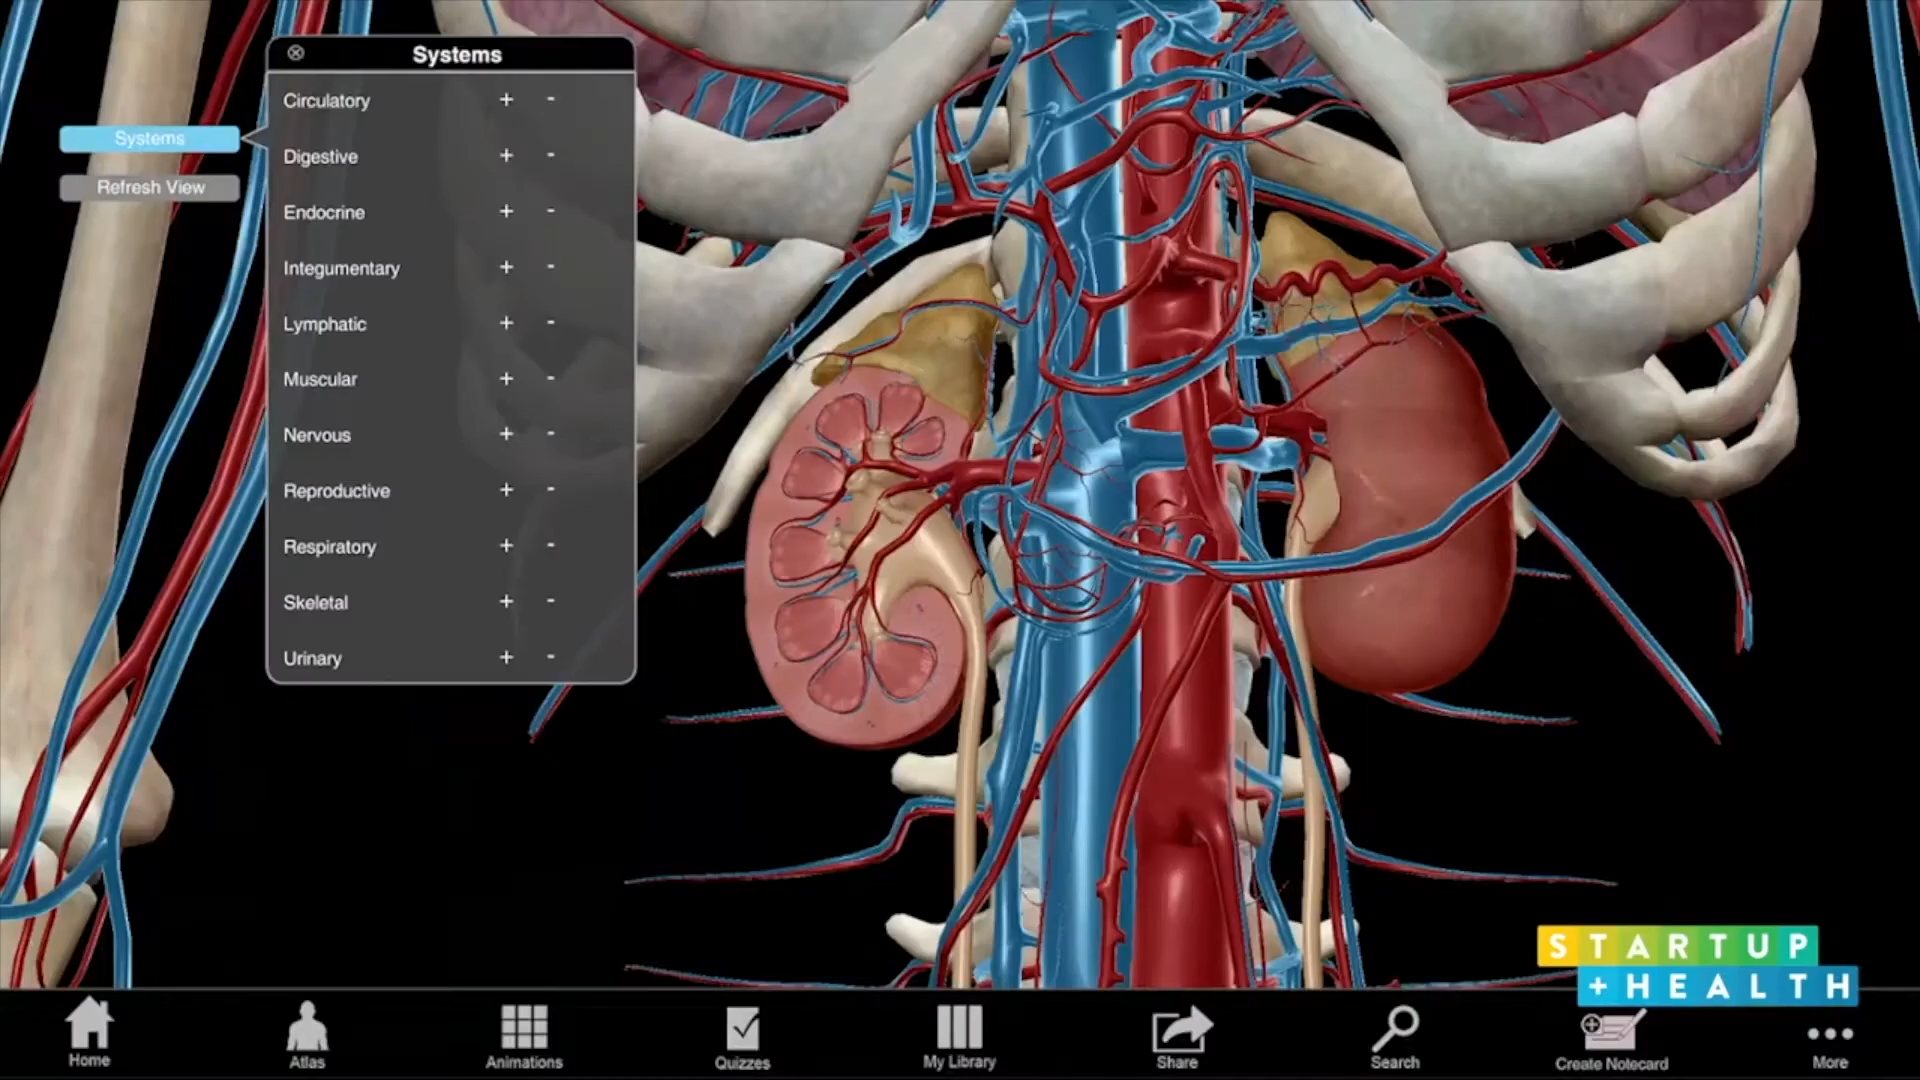 Systems
Circulatory + -
Digestive + -
Endocrine + -
Integumentary + -
Lymphatic + -
Muscular + -
Nervous + -
Reproductive + -
Respiratory + -
Skeletal + -
Urinary + -
Systems
Refresh View
STARTUP
+HEALTH
Home
Atlas
Animations
Quizzes
My Library
Share
Search
Create Notecard
More